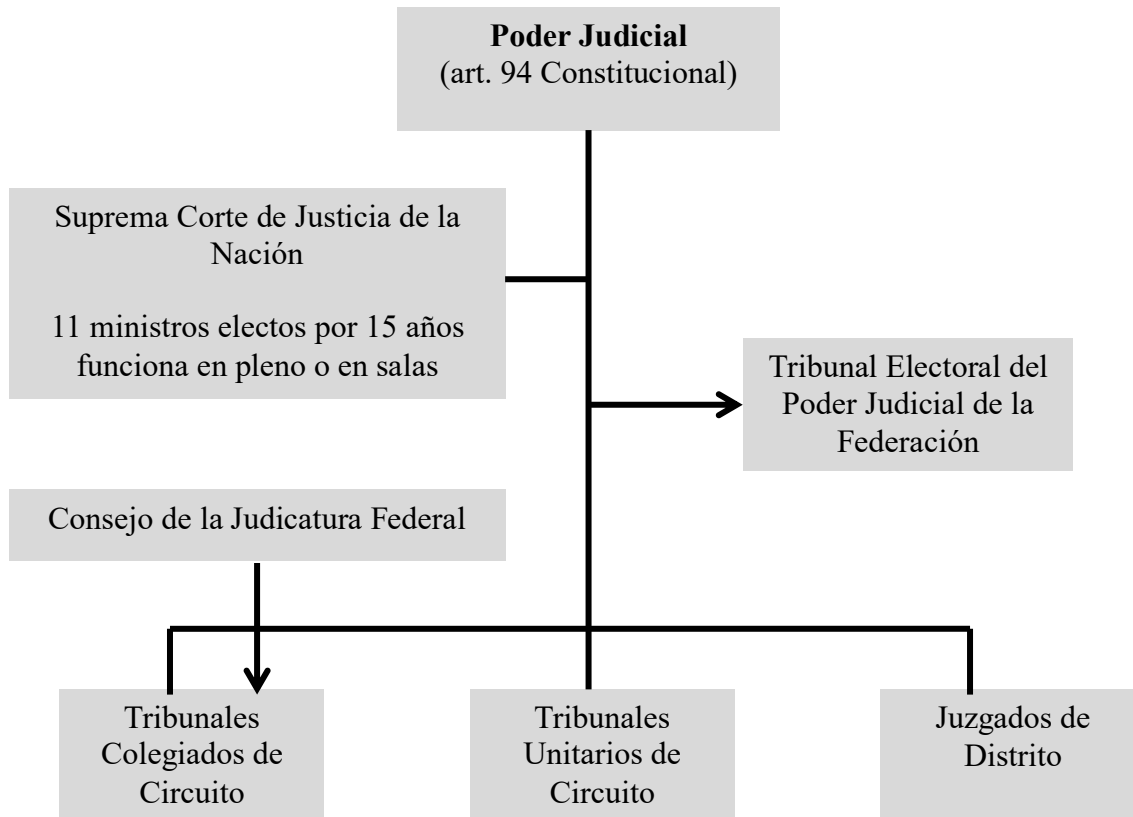 Poder Judicial
(art. 94 Constitucional)
Suprema Corte de Justicia de la
Nación
11 ministros electos por 15 años
funciona en pleno o en salas
Tribunal Electoral del
Poder Judicial de la
Federación
Consejo de la Judicatura Federal
Tribunales
Colegiados de
Circuito
Tribunales
Unitarios de
Circuito
Juzgados de
Distrito